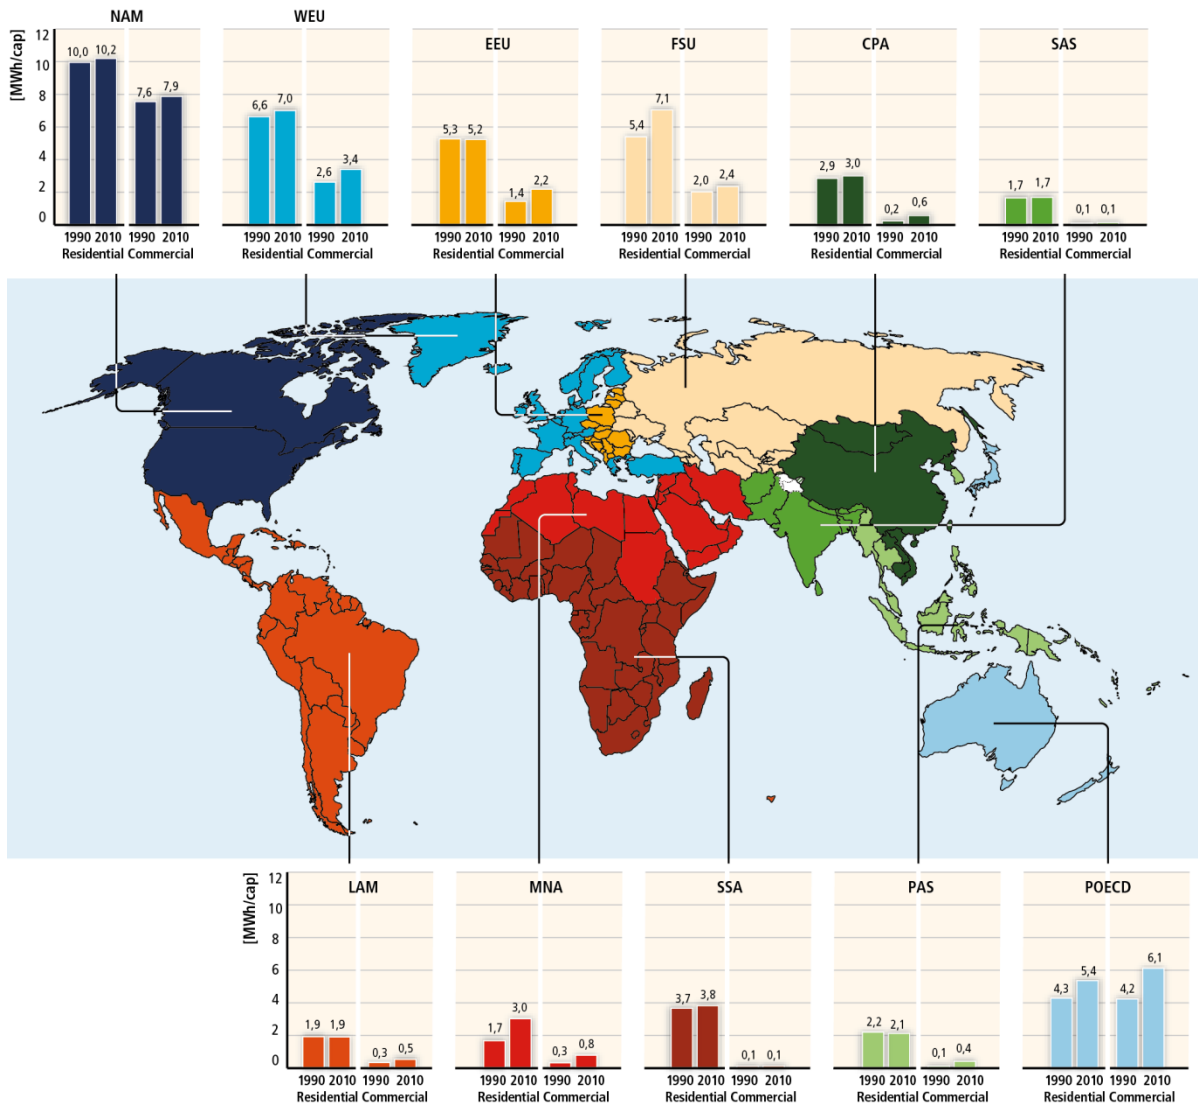 NAM
WEU
EEU
FSU
CPA
SAS
[MWh/cap]
12
10
8
6
4
2
0
10,0 10,2
7,6 7,9
6,6 7,0
2,6 3,4
5,3 5,2
1,4 2,2
5,4 7,1
2,0 2,4
2,9 3,0
0,2 0,6
1,7 1,7
0,1 0,1
1990 2010 1990 2010
Residential Commercial
1990 2010 1990 2010
Residential Commercial
1990 2010 1990 2010
Residential Commercial
1990 2010 1990 2010
Residential Commercial
1990 2010 1990 2010
Residential Commercial
1990 2010 1990 2010
Residential Commercial
LAM
MNA
SSA
PAS
POECD
[MWh/cap]
12
10
8
6
4
2
0
1,9 1,9
0,3 0,5
1,7 3,0
0,3 0,8
3,7 3,8
0,1 0,1
2,2 2,1
0,1 0,4
4,3 5,4
4,2 6,1
1990 2010 1990 2010
Residential Commercial
1990 2010 1990 2010
Residential Commercial
1990 2010 1990 2010
Residential Commercial
1990 2010 1990 2010
Residential Commercial
1990 2010 1990 2010
Residential Commercial